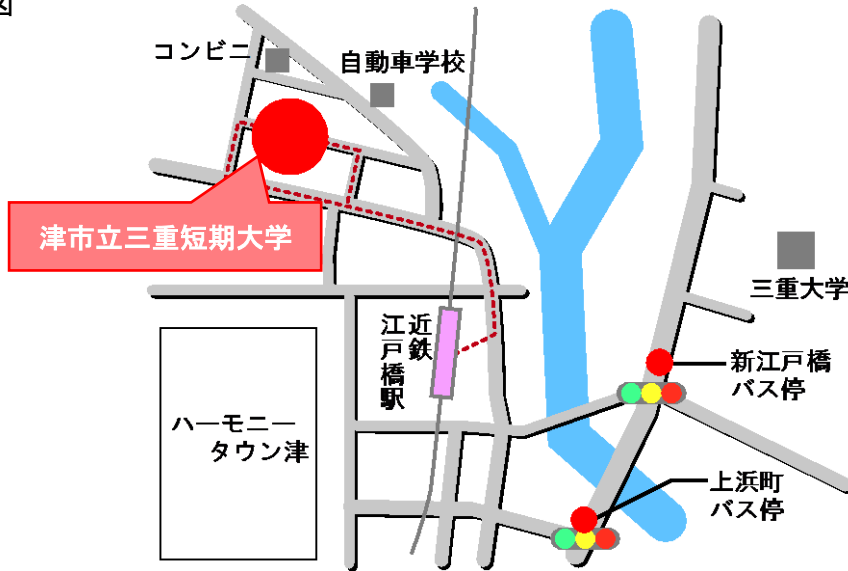 図
コンビニ
自動車学校
津市立三重短期大学
三重大学
近鉄
江戸橋駅
新江戸橋
バス停
ハーモニー
タウン津
上浜町
バス停